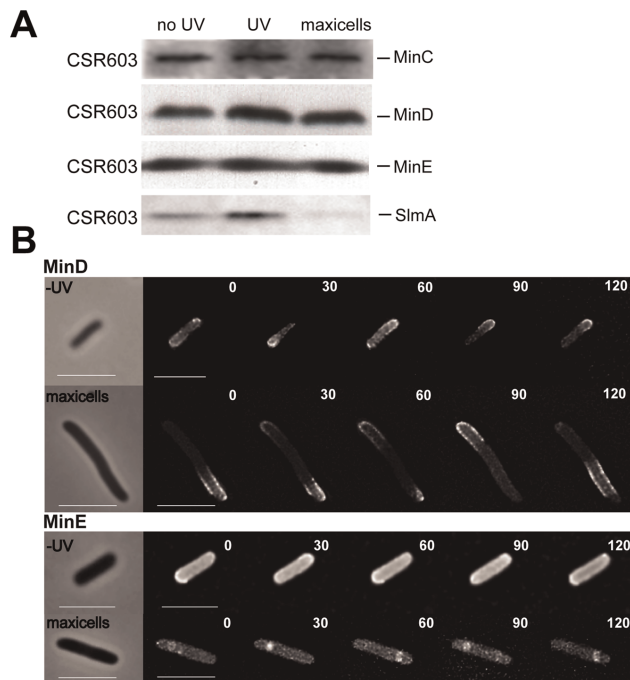 A
no UV UV maxicells
CSR603 MinC
CSR603 MinD
CSR603 MinE
CSR603 SlmA
B
MinD
-UV 0 30 60 90 120
maxicells 0 30 60 90 120
MinE
-UV 0 30 60 90 120
maxicells 0 30 60 90 120